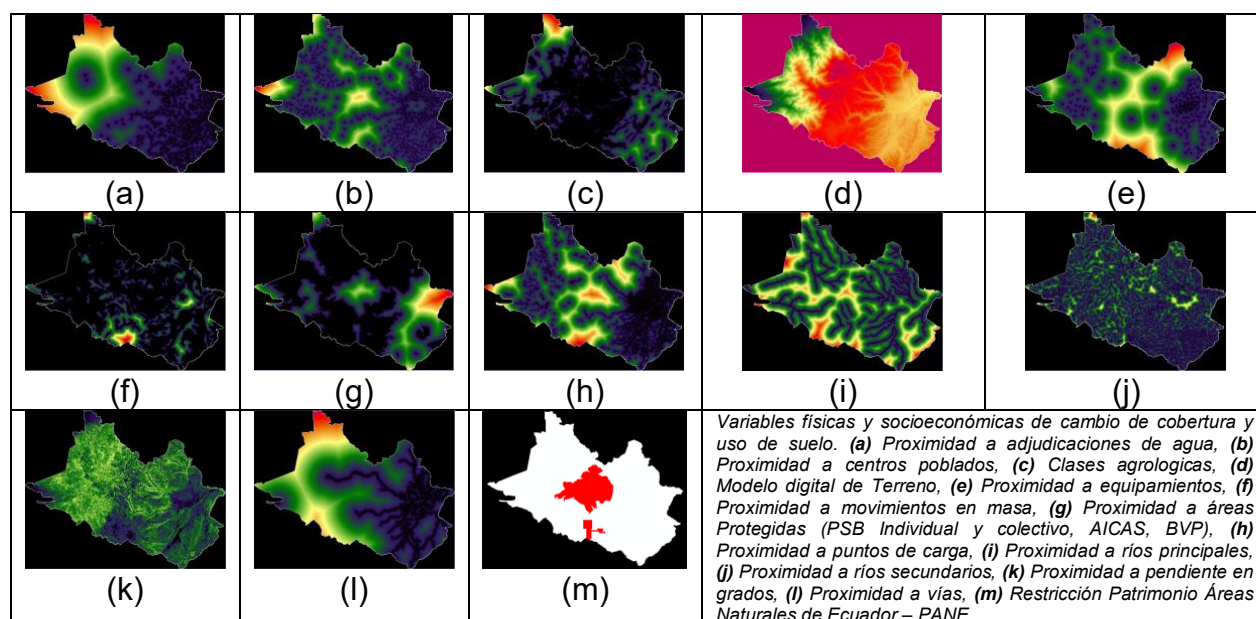 (a)
(b)
(c)
(d)
(e)
(f)
(g)
(h)
(i)
(j)
(k)
(l)
(m)
Variables físicas y socioeconómicas de cambio de cobertura y
uso de suelo. (a) Proximidad a adjudicaciones de agua, (b)
Proximidad a centros poblados, (c) Clases agrologicas, (d)
Modelo digital de Terreno, (e) Proximidad a equipamientos, (f)
Proximidad a movimientos en masa, (g) Proximidad a áreas
Protegidas (PSB Individual y colectivo, AICAS, BVP), (h)
Proximidad a puntos de carga, (i) Proximidad a ríos principales,
(j) Proximidad a ríos secundarios, (k) Proximidad a pendiente en
grados, (l) Proximidad a vías, (m) Restricción Patrimonio Áreas
Naturales de Ecuador – PANE